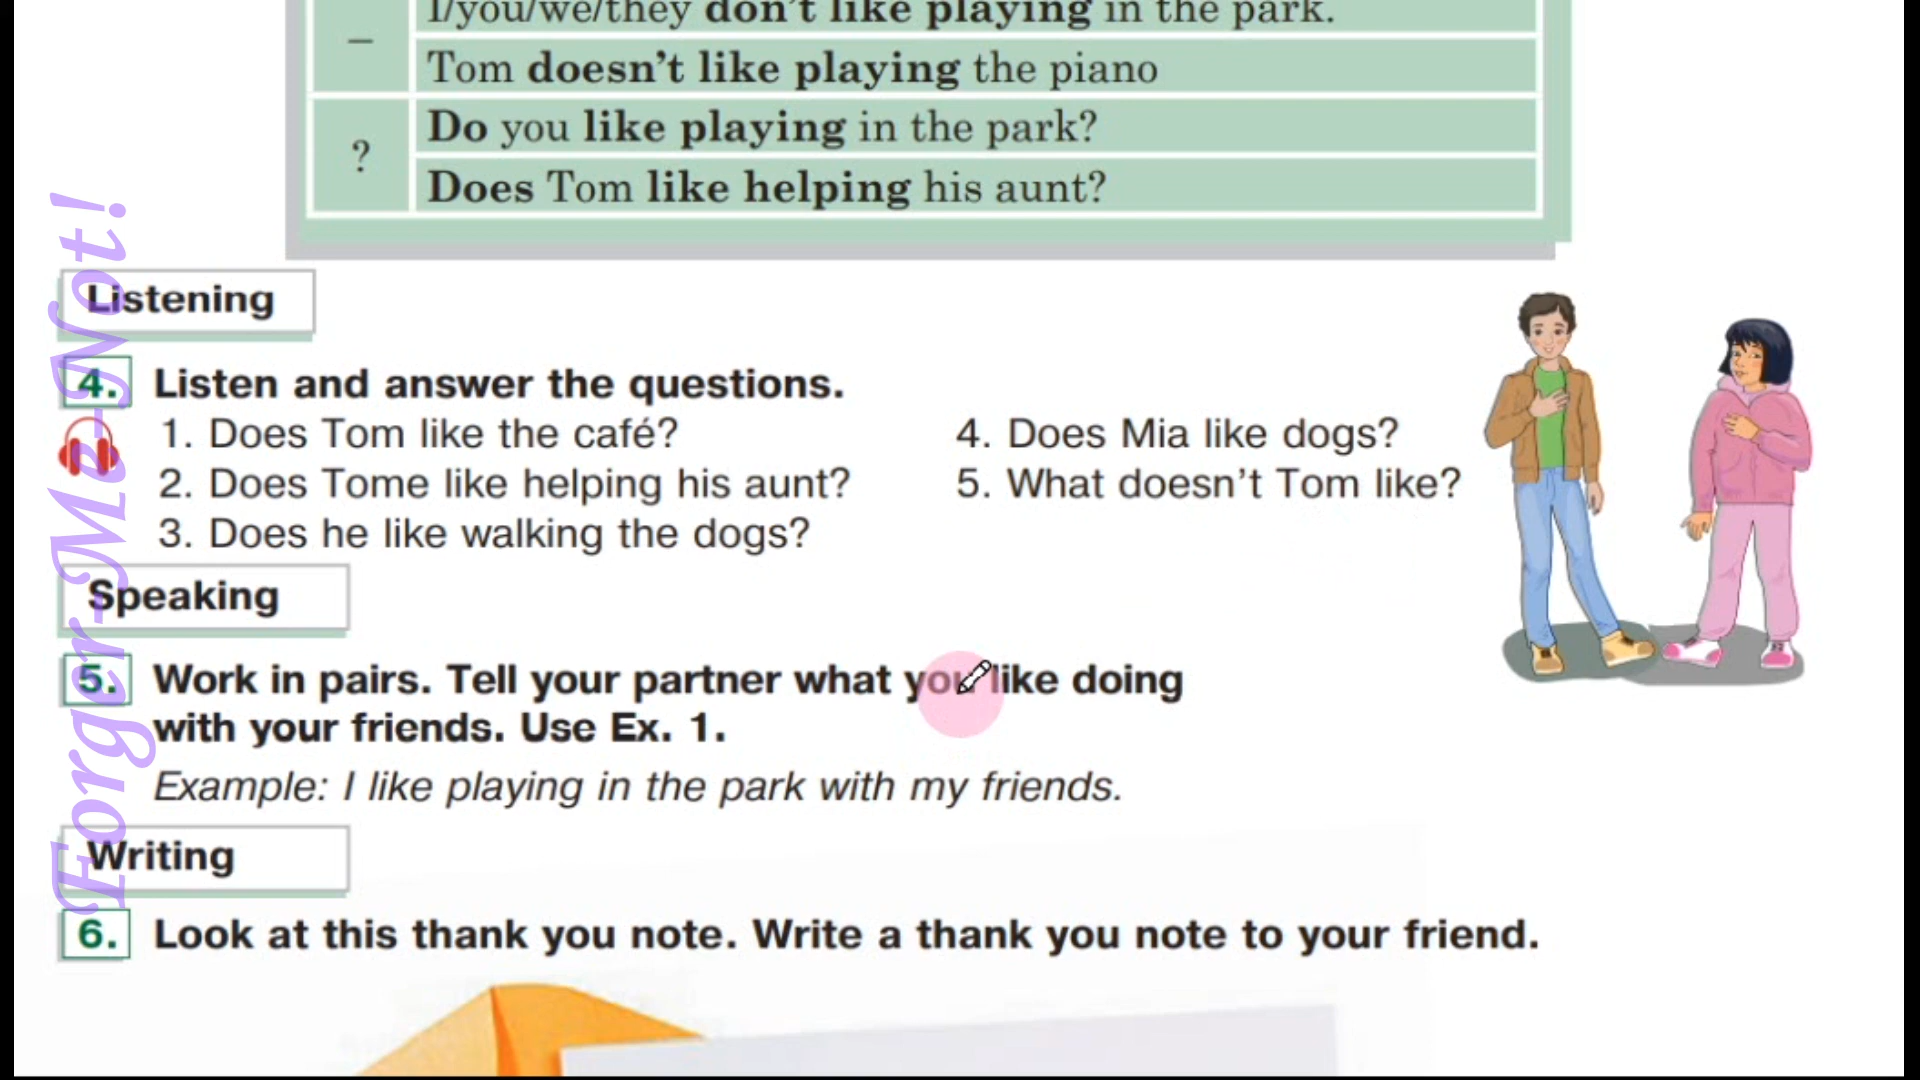 I/you/we/they don't like playing in the park.
–
Tom doesn't like playing the piano
Do you like playing in the park?
?
Does Tom like helping his aunt?
Listening
4. Listen and answer the questions.
1. Does Tom like the café?
2. Does Tome like helping his aunt?
3. Does he like walking the dogs?
4. Does Mia like dogs?
5. What doesn't Tom like?
Speaking
5. Work in pairs. Tell your partner what you like doing
with your friends. Use Ex. 1.
Example: I like playing in the park with my friends.
Writing
6. Look at this thank you note. Write a thank you note to your friend.
Forget-Me-Not!